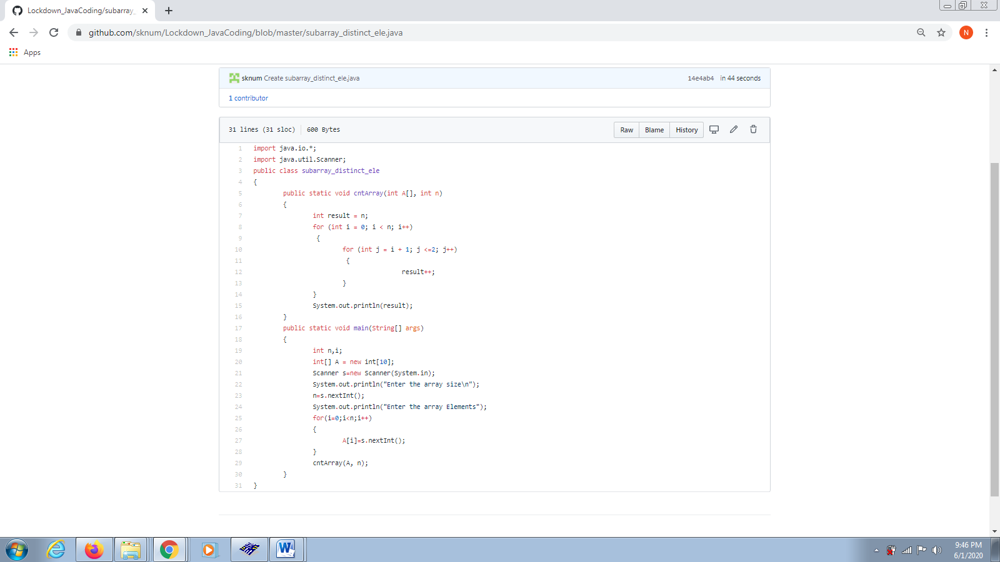 Lockdown_JavaCoding/subarray_
github.com/sknum/Lockdown_JavaCoding/blob/master/subarray_distinct_ele.java
N
Apps
sknum Create subarray_distinct_ele.java 14e4ab4 in 44 seconds
1 contributor
31 lines (31 sloc) 600 Bytes Raw Blame History
1 import java.io.*;
2 import java.util.Scanner;
3 public class subarray_distinct_ele
4 {
5 public static void cntArray(int A[], int n)
6 {
7 int result = n;
8 for (int i = 0; i < n; i++)
9 {
10 for (int j = i + 1; j <=2; j++)
11 {
12 result++;
13 }
14 }
15 System.out.println(result);
16 }
17 public static void main(String[] args)
18 {
19 int n,i;
20 int[] A = new int[10];
21 Scanner s=new Scanner(System.in);
22 System.out.println("Enter the array size\n");
23 n=s.nextInt();
24 System.out.println("Enter the array Elements");
25 for(i=0;i<n;i++)
26 {
27 A[i]=s.nextInt();
28 }
29 cntArray(A, n);
30 }
31 }
9:46 PM
6/1/2020